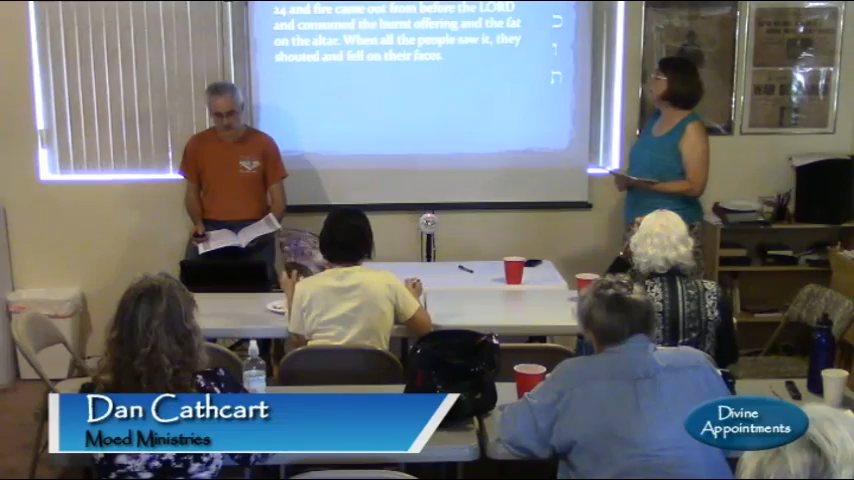 24 and fire came out from before the LORD
and consumed the burnt offering and the fat
on the altar. When all the people saw it, they
shouted and fell on their faces.
כ
ו
ת
WAR
Dan Cathcart
Moed Ministries
Divine
Appointments